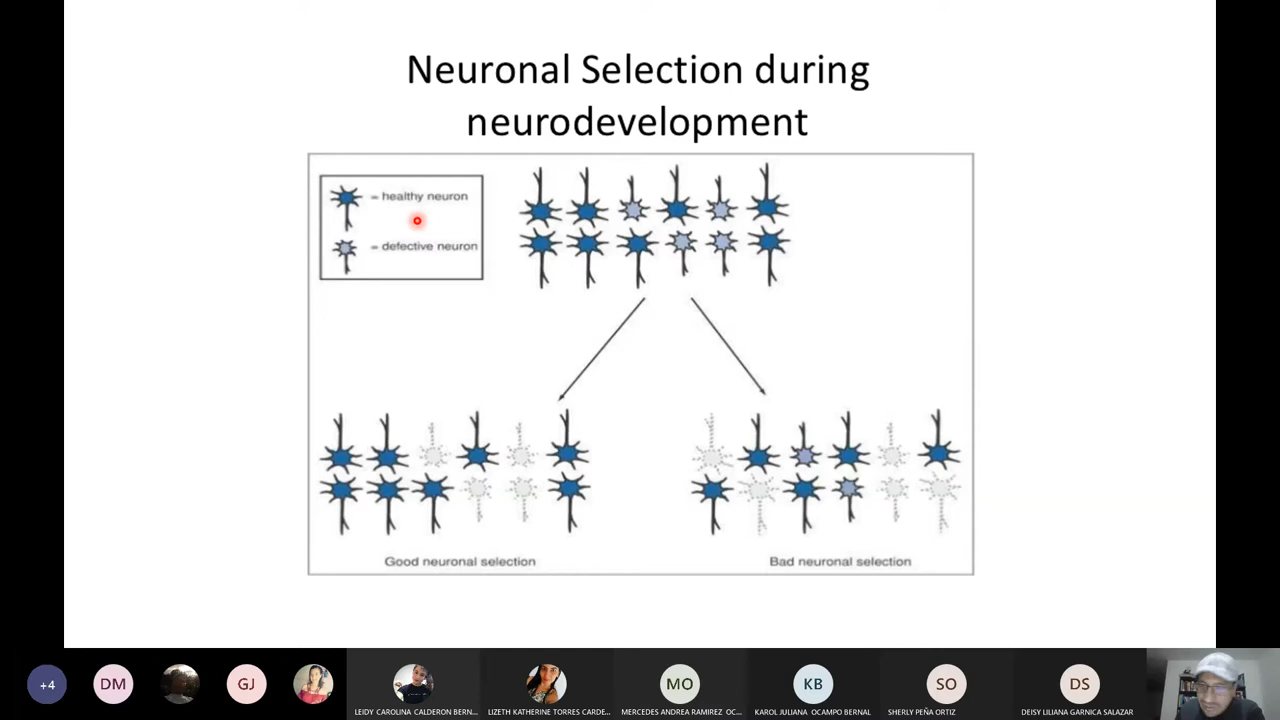 Neuronal Selection during
neurodevelopment
= healthy neuron
= defective neuron
Good neuronal selection
Bad neuronal selection
+4
DM
GJ
MO
KB
SO
DS
LEIDY CAROLINA CALDERON BERN...
LIZETH KATHERINE TORRES CARDE...
MERCEDES ANDREA RAMIREZ OC...
KAROL JULIANA OCAMPO BERNAL
SHERLY PEÑA ORTIZ
DEISY LILIANA GARNICA SALAZAR